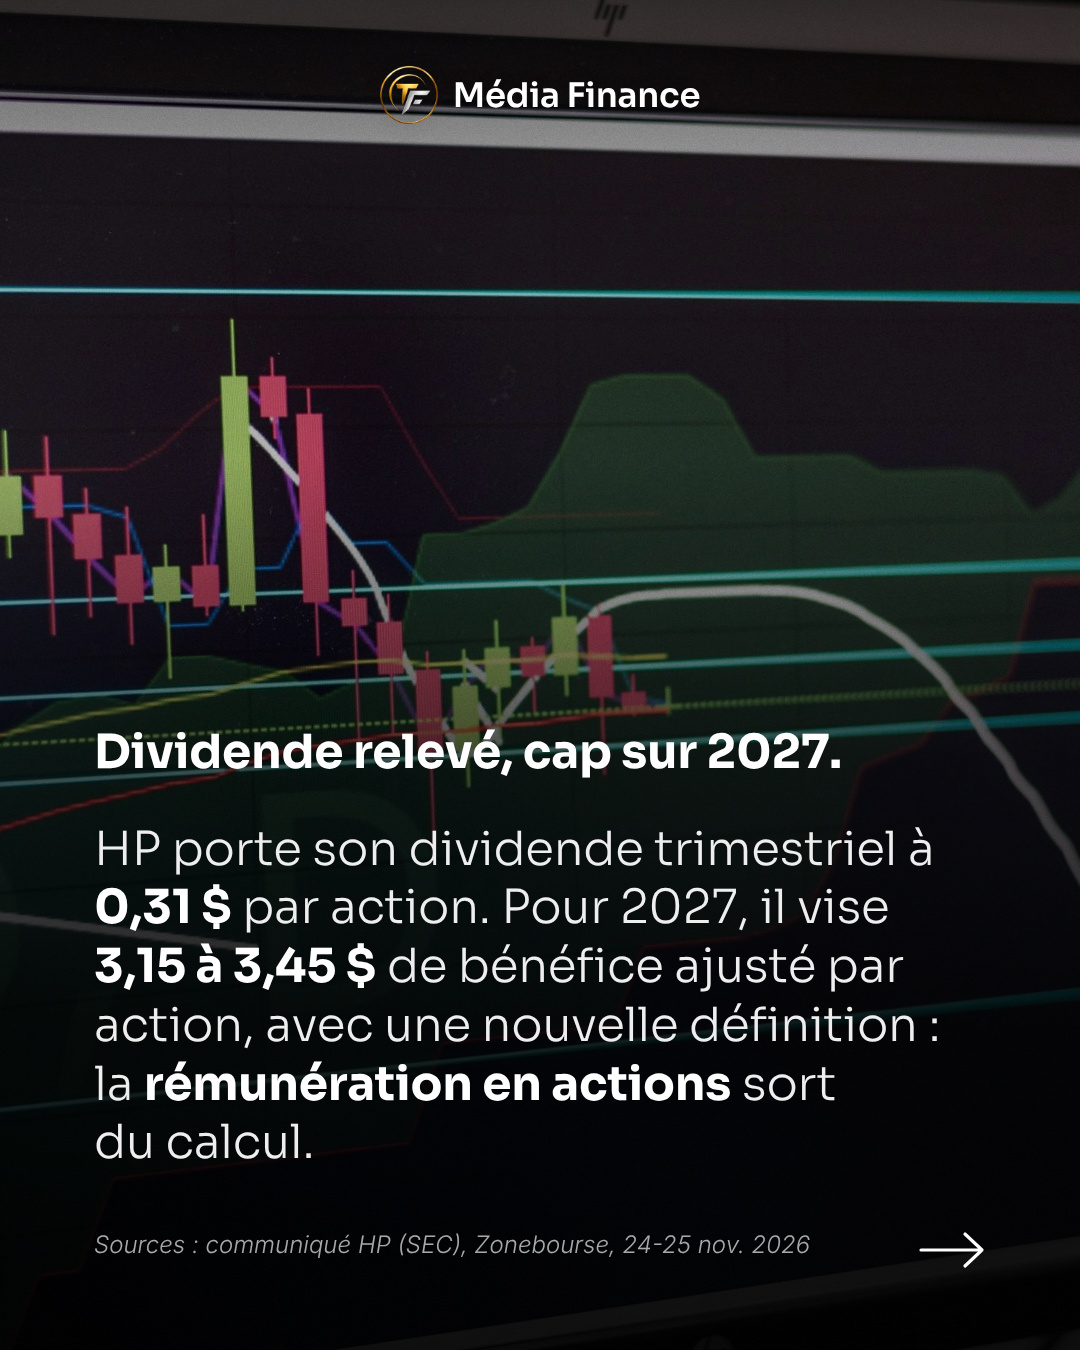 hp
TF Média Finance
Dividende relevé, cap sur 2027.
HP porte son dividende trimestriel à
0,31 $ par action. Pour 2027, il vise
3,15 à 3,45 $ de bénéfice ajusté par
action, avec une nouvelle définition :
la rémunération en actions sort
du calcul.
Sources : communiqué HP (SEC), Zonebourse, 24-25 nov. 2026